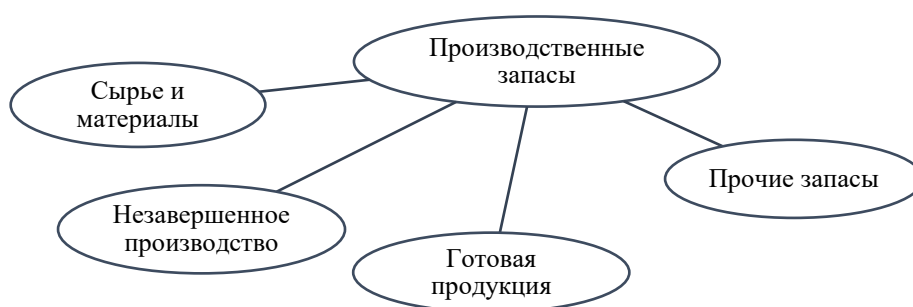 Производственные
запасы
Сырье и
материалы
Прочие запасы
Незавершенное
производство
Готовая
продукция